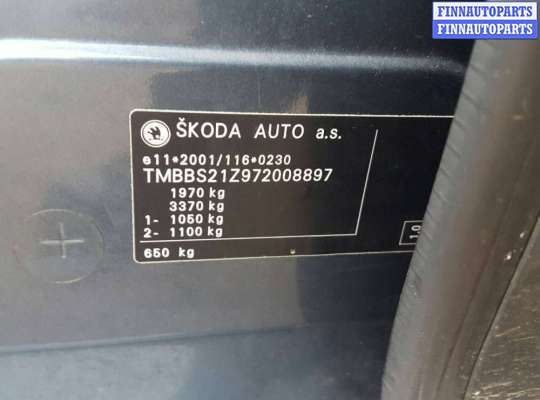 FINNAUTOPARTS
FINNAUTOPARTS
ŠKODA AUTO a.s.
e11*2001/116*0230
TMBBS21Z972008897
1970 kg
3370 kg
1- 1050 kg
2- 1100 kg
650 kg